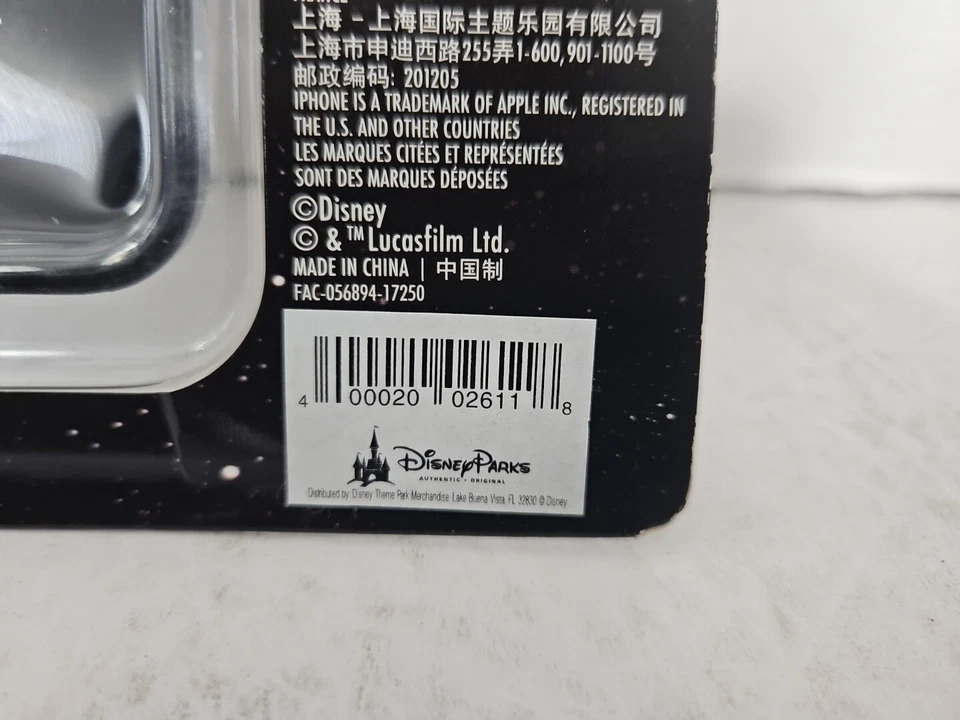 FRANCE
上海 - 上海国际主题乐园有限公司
上海市申迪西路255弄1-600,901-1100号
邮政编码: 201205
IPHONE IS A TRADEMARK OF APPLE INC., REGISTERED IN
THE U.S. AND OTHER COUNTRIES
LES MARQUES CITÉES ET REPRÉSENTÉES
SONT DES MARQUES DÉPOSÉES
©Disney
© & ™Lucasfilm Ltd.
MADE IN CHINA | 中国制
FAC-056894-17250
4 00020 02611 8
DISNEY PARKS
AUTHENTIC • ORIGINAL
Distributed by Disney Theme Park Merchandise Lake Buena Vista, FL 32830 © Disney